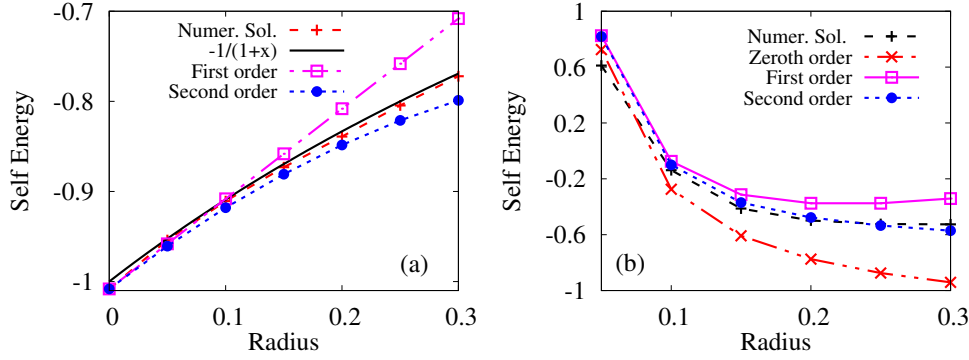 -0.7
-0.8
-0.9
-1
0
0.1
0.2
0.3
Self Energy
Radius
Numer. Sol.
-1/(1+x)
First order
Second order
(a)
1
0.6
0.2
-0.2
-0.6
-1
0.1
0.2
0.3
Self Energy
Radius
Numer. Sol.
Zeroth order
First order
Second order
(b)